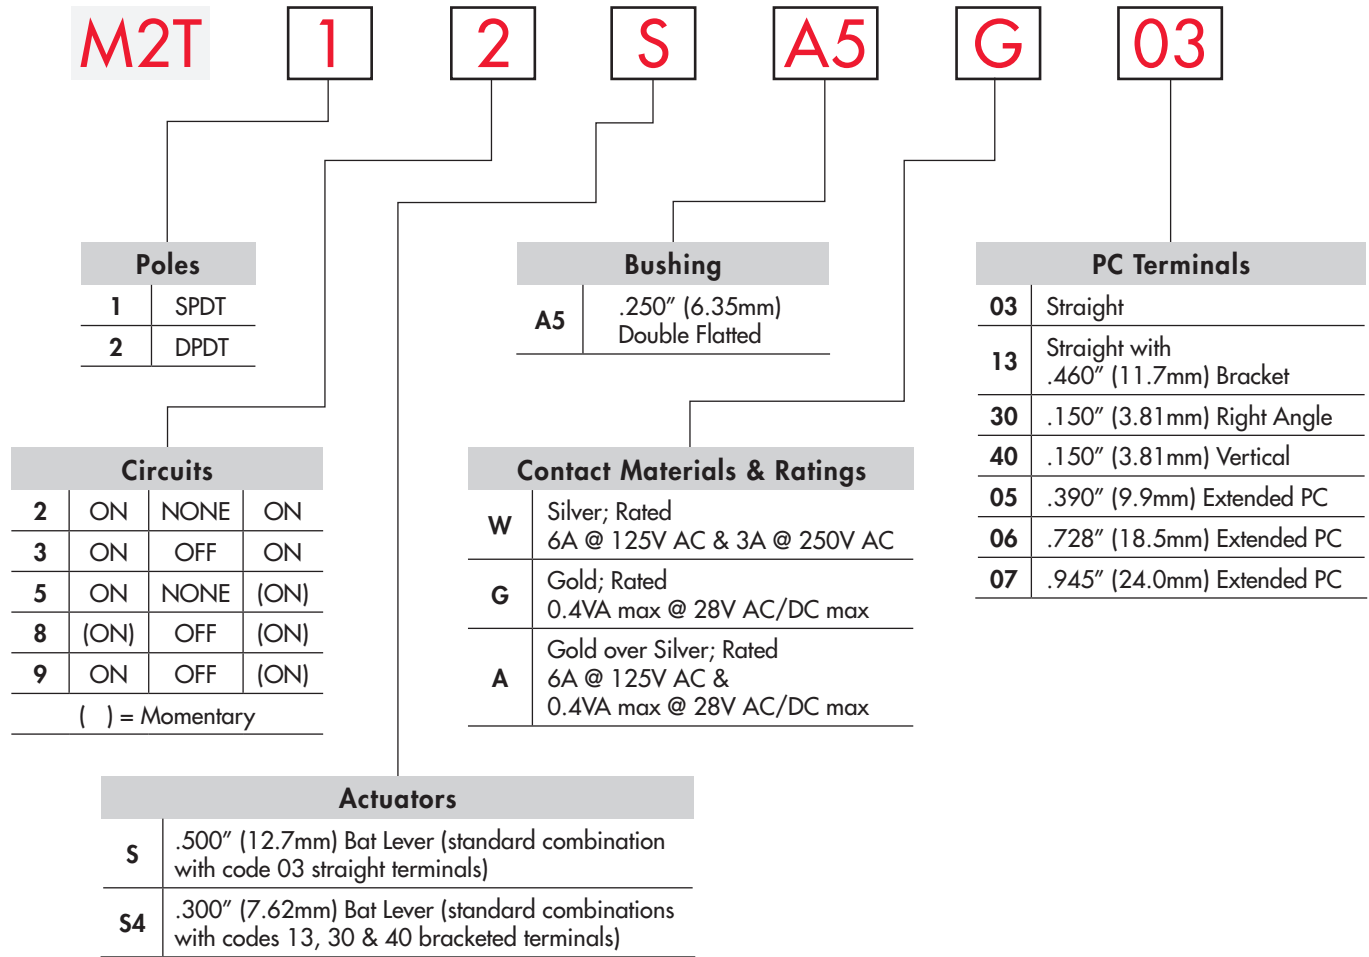 M2T 1 2 S A5 G 03
Poles
1 SPDT
2 DPDT
Bushing
A5 .250″ (6.35mm)
Double Flatted
PC Terminals
03 Straight
13 Straight with
.460″ (11.7mm) Bracket
30 .150″ (3.81mm) Right Angle
40 .150″ (3.81mm) Vertical
05 .390″ (9.9mm) Extended PC
06 .728″ (18.5mm) Extended PC
07 .945″ (24.0mm) Extended PC
Circuits
2 ON NONE ON
3 ON OFF ON
5 ON NONE (ON)
8 (ON) OFF (ON)
9 ON OFF (ON)
( ) = Momentary
Contact Materials & Ratings
W Silver; Rated
6A @ 125V AC & 3A @ 250V AC
G Gold; Rated
0.4VA max @ 28V AC/DC max
A Gold over Silver; Rated
6A @ 125V AC &
0.4VA max @ 28V AC/DC max
Actuators
S .500″ (12.7mm) Bat Lever (standard combination
with code 03 straight terminals)
S4 .300″ (7.62mm) Bat Lever (standard combinations
with codes 13, 30 & 40 bracketed terminals)